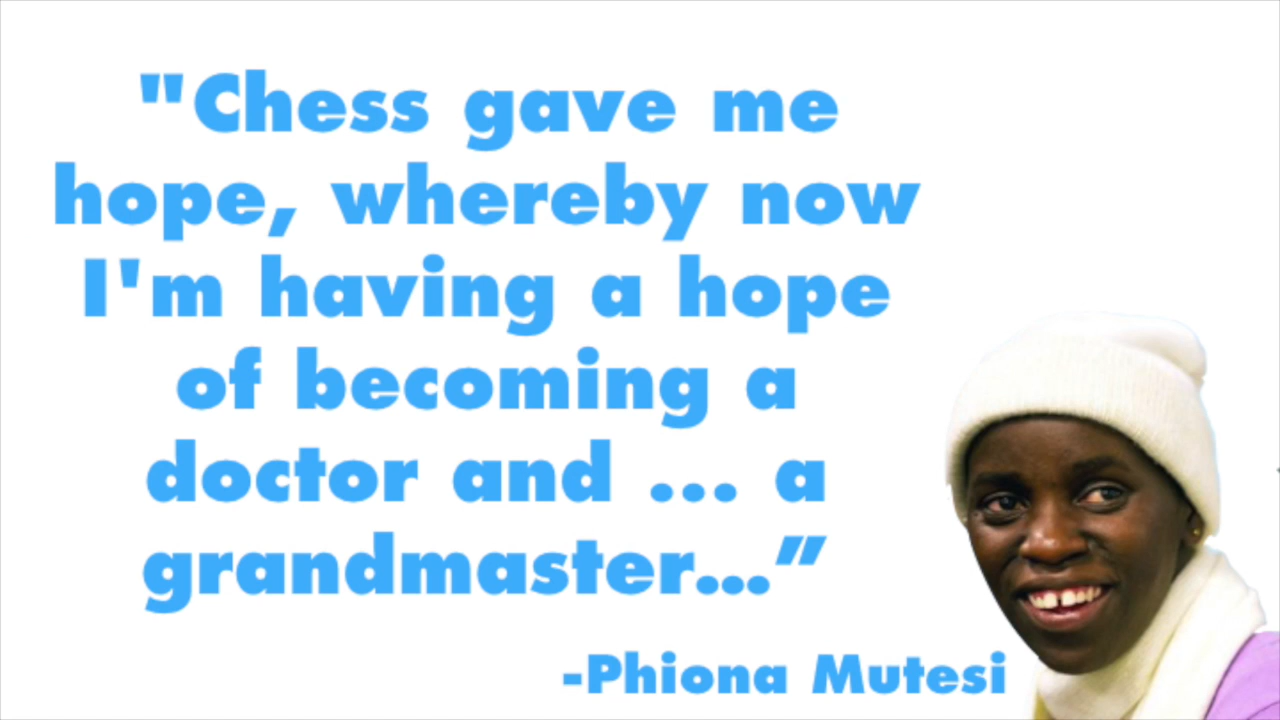 "Chess gave me
hope, whereby now
I'm having a hope
of becoming a
doctor and ... a
grandmaster...”
-Phiona Mutesi